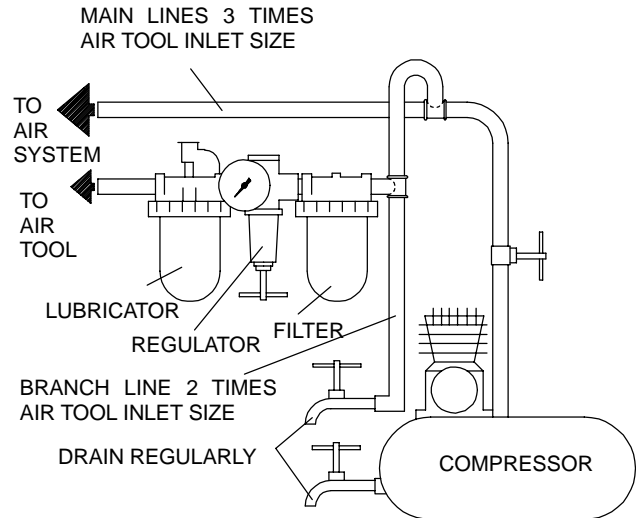 MAIN LINES 3 TIMES
AIR TOOL INLET SIZE
TO
AIR
SYSTEM
TO
AIR
TOOL
LUBRICATOR
REGULATOR
FILTER
BRANCH LINE 2 TIMES
AIR TOOL INLET SIZE
DRAIN REGULARLY
COMPRESSOR